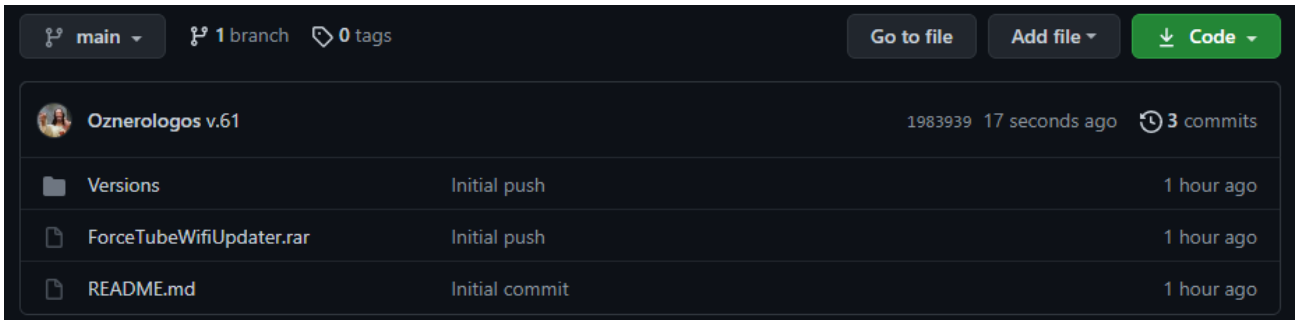 main 1 branch 0 tags Go to file Add file Code
Oznerologos v.61 1983939 17 seconds ago 3 commits
Versions Initial push 1 hour ago
ForceTubeWifiUpdater.rar Initial push 1 hour ago
README.md Initial commit 1 hour ago